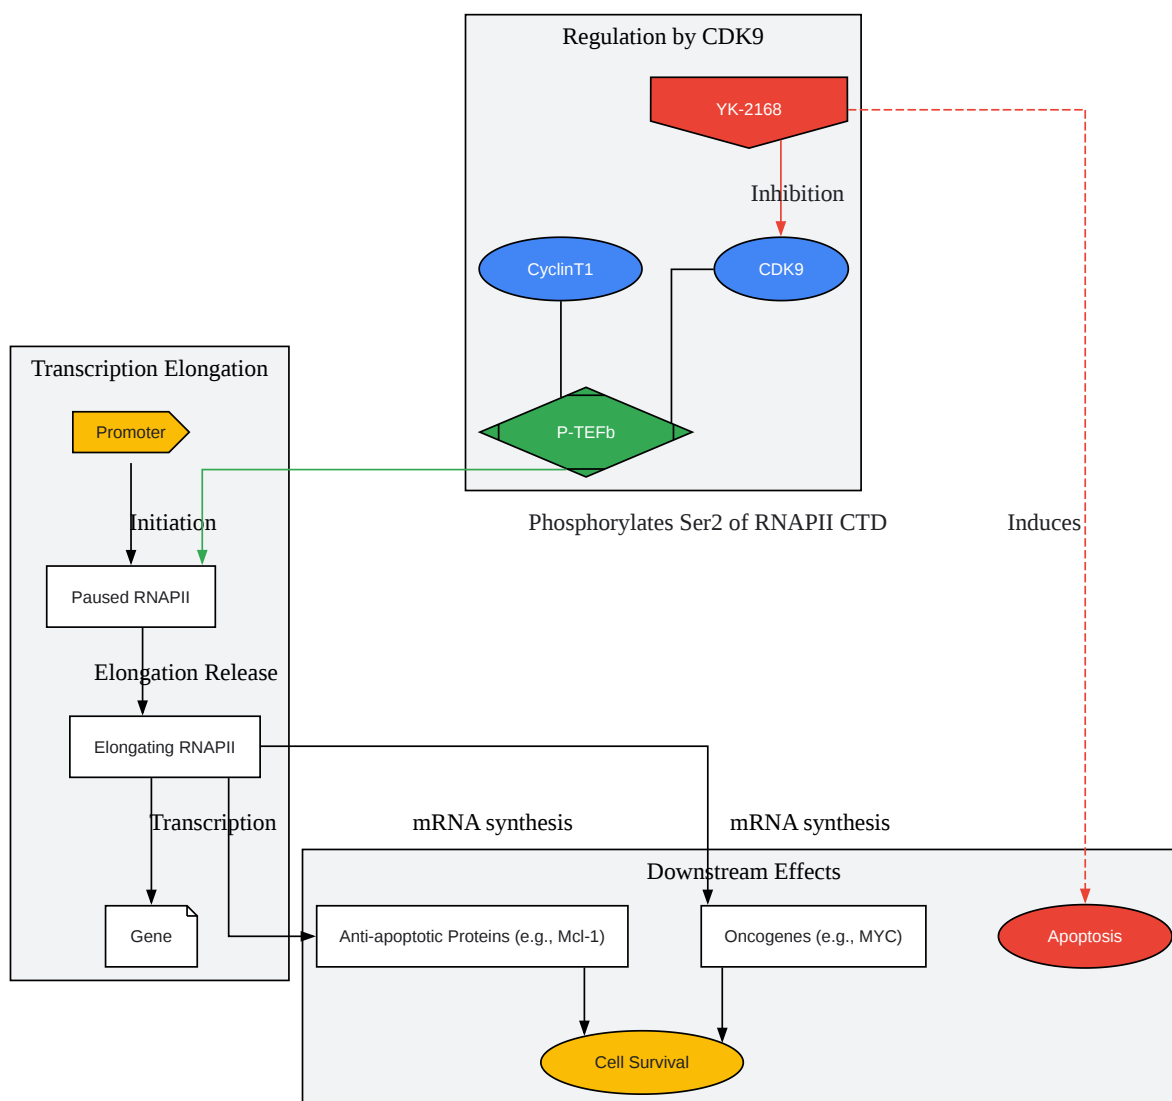 Regulation by CDK9
YK-2168
Inhibition
CyclinT1
CDK9
P-TEFb
Phosphorylates Ser2 of RNAPII CTD
Induces
Transcription Elongation
Promoter
Initiation
Paused RNAPII
Elongation Release
Elongating RNAPII
Transcription
mRNA synthesis
mRNA synthesis
Gene
Downstream Effects
Anti-apoptotic Proteins (e.g., Mcl-1)
Oncogenes (e.g., MYC)
Apoptosis
Cell Survival